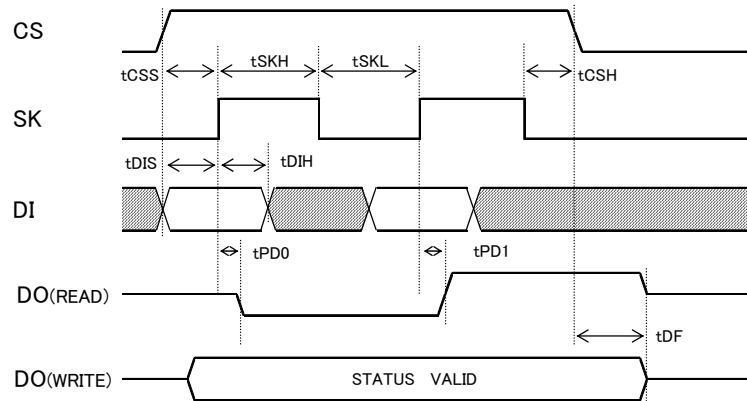 CS
tCSS
tSKH
tSKL
tCSH
SK
tDIS
tDIH
DI
tPD0
tPD1
DO(READ)
tDF
DO(WRITE)
STATUS VALID